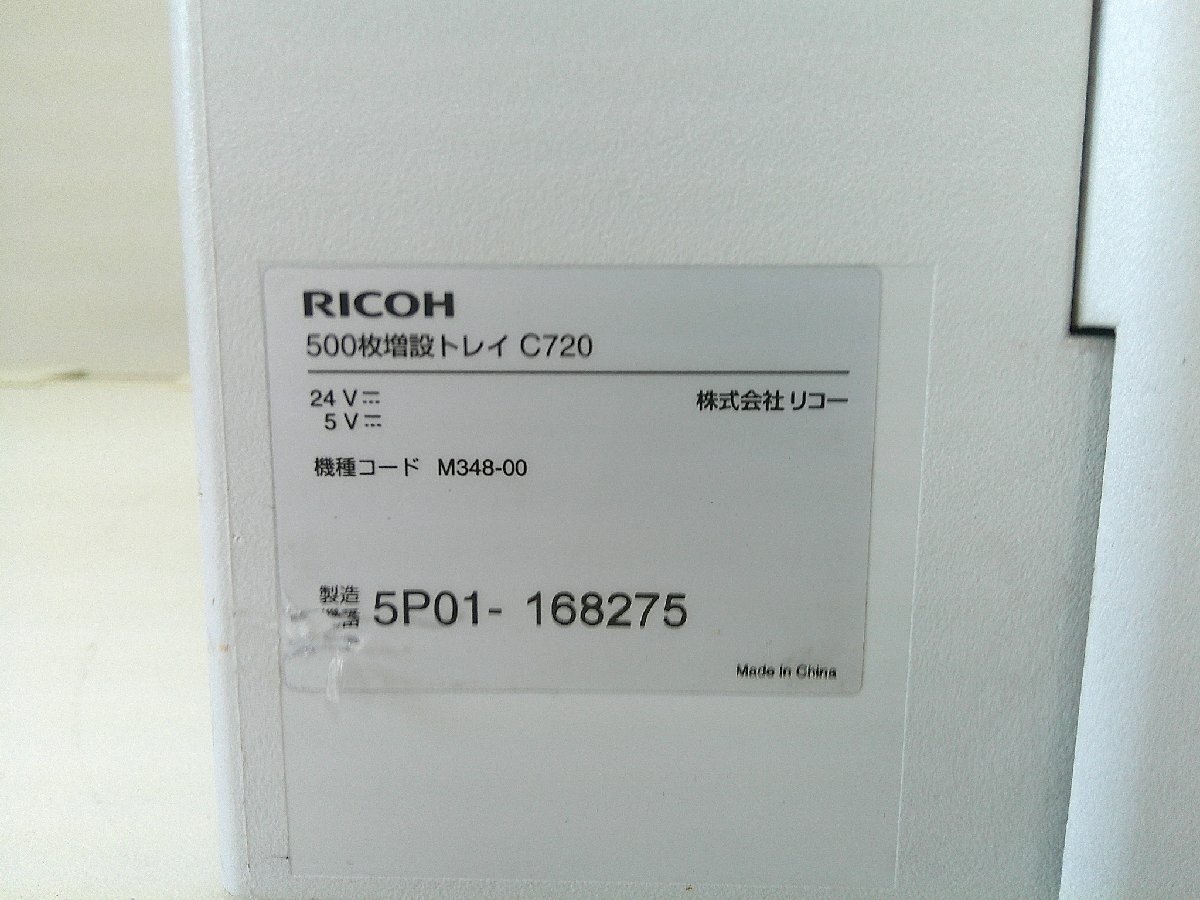 RICOH
500枚増設トレイ C720
24 V⎓
5 V⎓
株式会社 リコー
機種コード M348-00
製造
番
5P01- 168275
Made in China